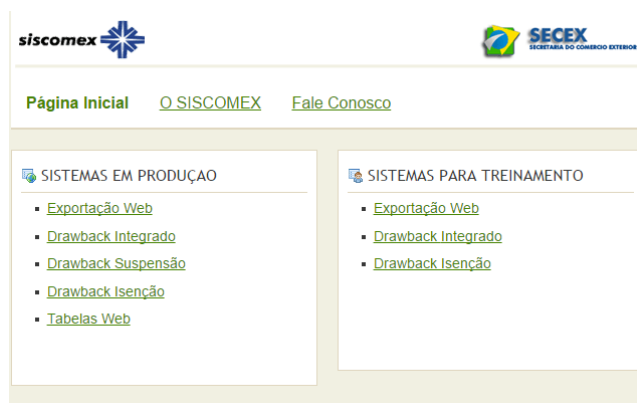 siscomex
SECEX
SECRETARIA DO COMÉRCIO EXTERIOR
Página Inicial O SISCOMEX Fale Conosco
SISTEMAS EM PRODUÇAO
Exportação Web
Drawback Integrado
Drawback Suspensão
Drawback Isenção
Tabelas Web
SISTEMAS PARA TREINAMENTO
Exportação Web
Drawback Integrado
Drawback Isenção